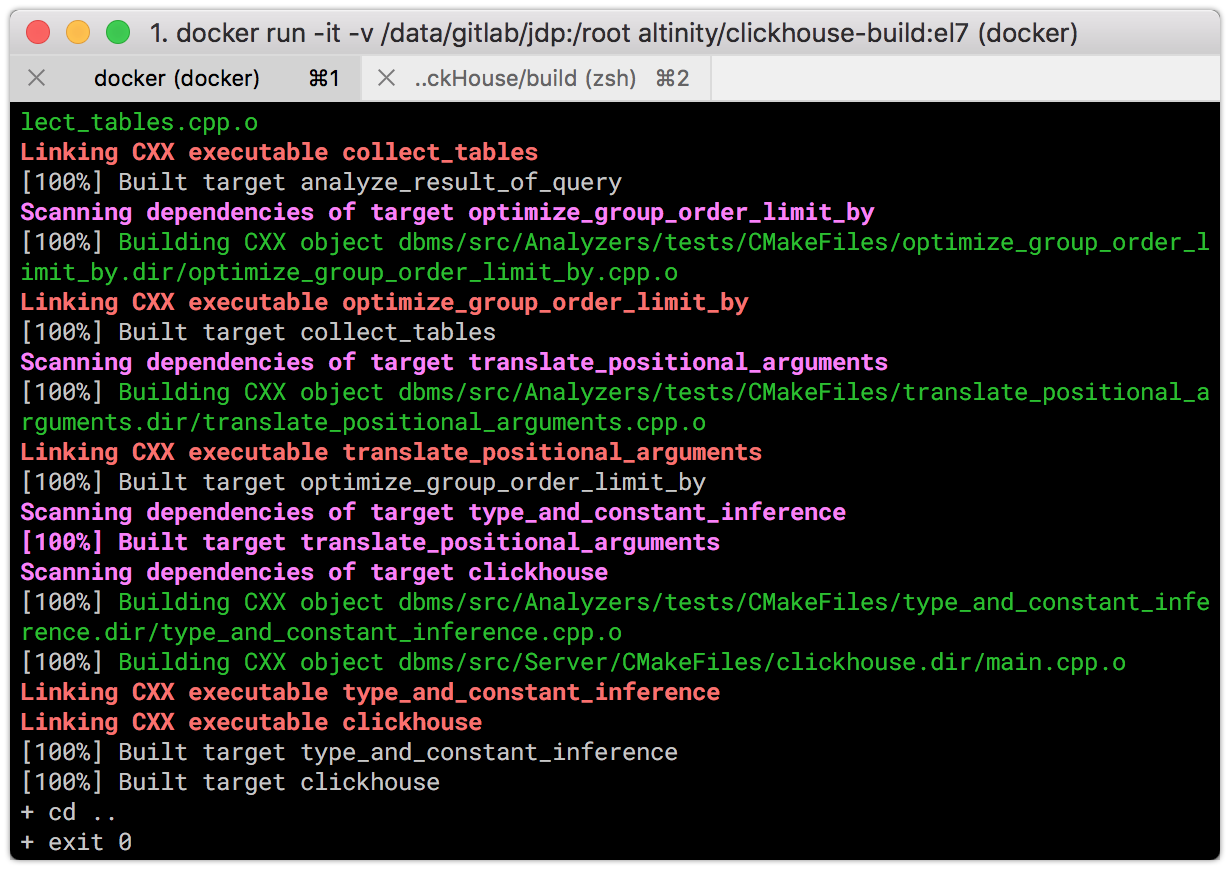 1. docker run -it -v /data/gitlab/jdp:/root altinity/clickhouse-build:el7 (docker)
docker (docker) ⌘1 ..ckHouse/build (zsh) ⌘2
lect_tables.cpp.o
Linking CXX executable collect_tables
[100%] Built target analyze_result_of_query
Scanning dependencies of target optimize_group_order_limit_by
[100%] Building CXX object dbms/src/Analyzers/tests/CMakeFiles/optimize_group_order_l
imit_by.dir/optimize_group_order_limit_by.cpp.o
Linking CXX executable optimize_group_order_limit_by
[100%] Built target collect_tables
Scanning dependencies of target translate_positional_arguments
[100%] Building CXX object dbms/src/Analyzers/tests/CMakeFiles/translate_positional_a
rguments.dir/translate_positional_arguments.cpp.o
Linking CXX executable translate_positional_arguments
[100%] Built target optimize_group_order_limit_by
Scanning dependencies of target type_and_constant_inference
[100%] Built target translate_positional_arguments
Scanning dependencies of target clickhouse
[100%] Building CXX object dbms/src/Analyzers/tests/CMakeFiles/type_and_constant_infe
rence.dir/type_and_constant_inference.cpp.o
[100%] Building CXX object dbms/src/Server/CMakeFiles/clickhouse.dir/main.cpp.o
Linking CXX executable type_and_constant_inference
Linking CXX executable clickhouse
[100%] Built target type_and_constant_inference
[100%] Built target clickhouse
+ cd ..
+ exit 0